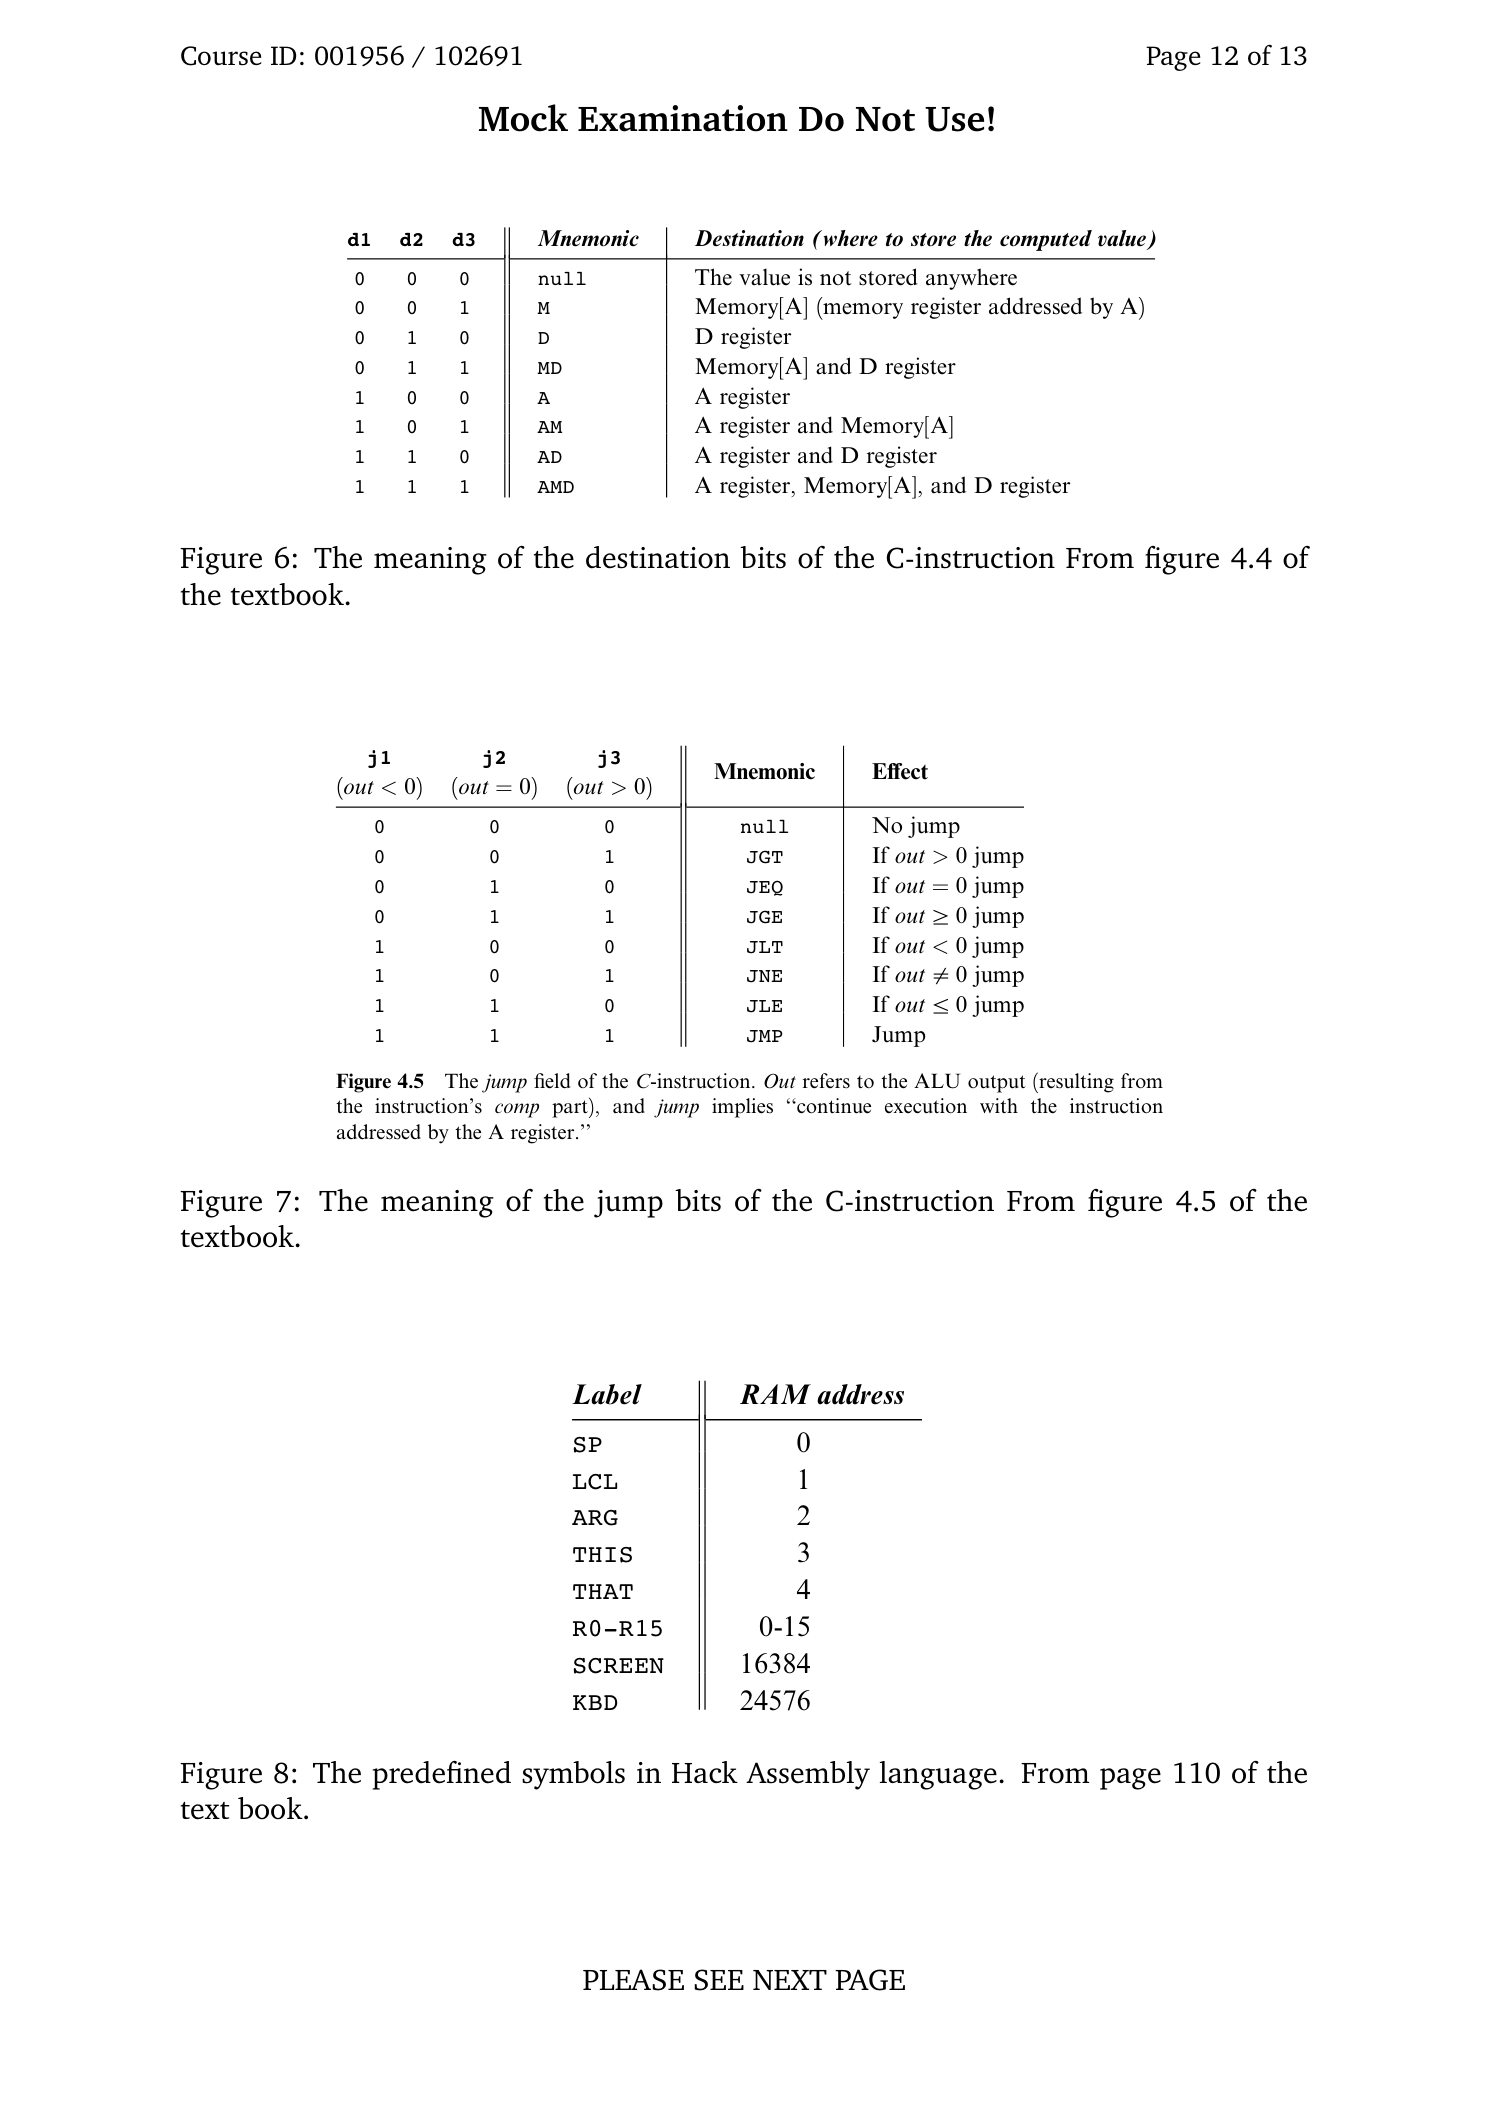 Course ID: 001956 / 102691 Page 12 of 13
Mock Examination Do Not Use!
d1 d2 d3 Mnemonic Destination (where to store the computed value)
0 0 0 null The value is not stored anywhere
0 0 1 M Memory[A] (memory register addressed by A)
0 1 0 D D register
0 1 1 MD Memory[A] and D register
1 0 0 A A register
1 0 1 AM A register and Memory[A]
1 1 0 AD A register and D register
1 1 1 AMD A register, Memory[A], and D register
Figure 6: The meaning of the destination bits of the C-instruction From figure 4.4 of
the textbook.
j1 j2 j3 Mnemonic Effect
(out < 0) (out = 0) (out > 0)
0 0 0 null No jump
0 0 1 JGT If out > 0 jump
0 1 0 JEQ If out = 0 jump
0 1 1 JGE If out ≥ 0 jump
1 0 0 JLT If out < 0 jump
1 0 1 JNE If out ≠ 0 jump
1 1 0 JLE If out ≤ 0 jump
1 1 1 JMP Jump
Figure 4.5 The jump field of the C-instruction. Out refers to the ALU output (resulting from
the instruction's comp part), and jump implies ‘‘continue execution with the instruction
addressed by the A register.’’
Figure 7: The meaning of the jump bits of the C-instruction From figure 4.5 of the
textbook.
Label RAM address
SP 0
LCL 1
ARG 2
THIS 3
THAT 4
R0-R15 0-15
SCREEN 16384
KBD 24576
Figure 8: The predefined symbols in Hack Assembly language. From page 110 of the
text book.
PLEASE SEE NEXT PAGE